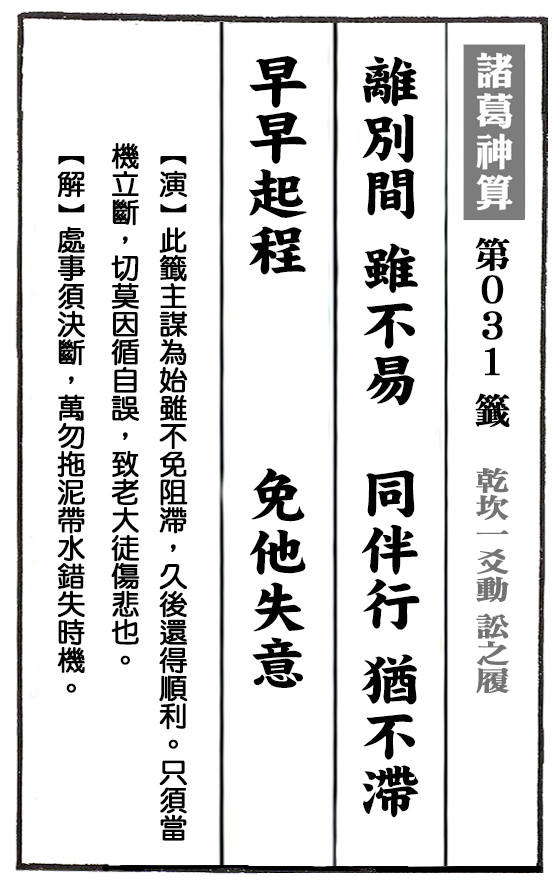 諸葛神算 第031籤 乾坎一爻動 訟之履
離別間 雖不易 同伴行 猶不滯
早早起程 免他失意
【演】此籤主謀為始雖不免阻滯，久後還得順利。只須當
機立斷，切莫因循自誤，致老大徒傷悲也。
【解】處事須決斷，萬勿拖泥帶水錯失時機。